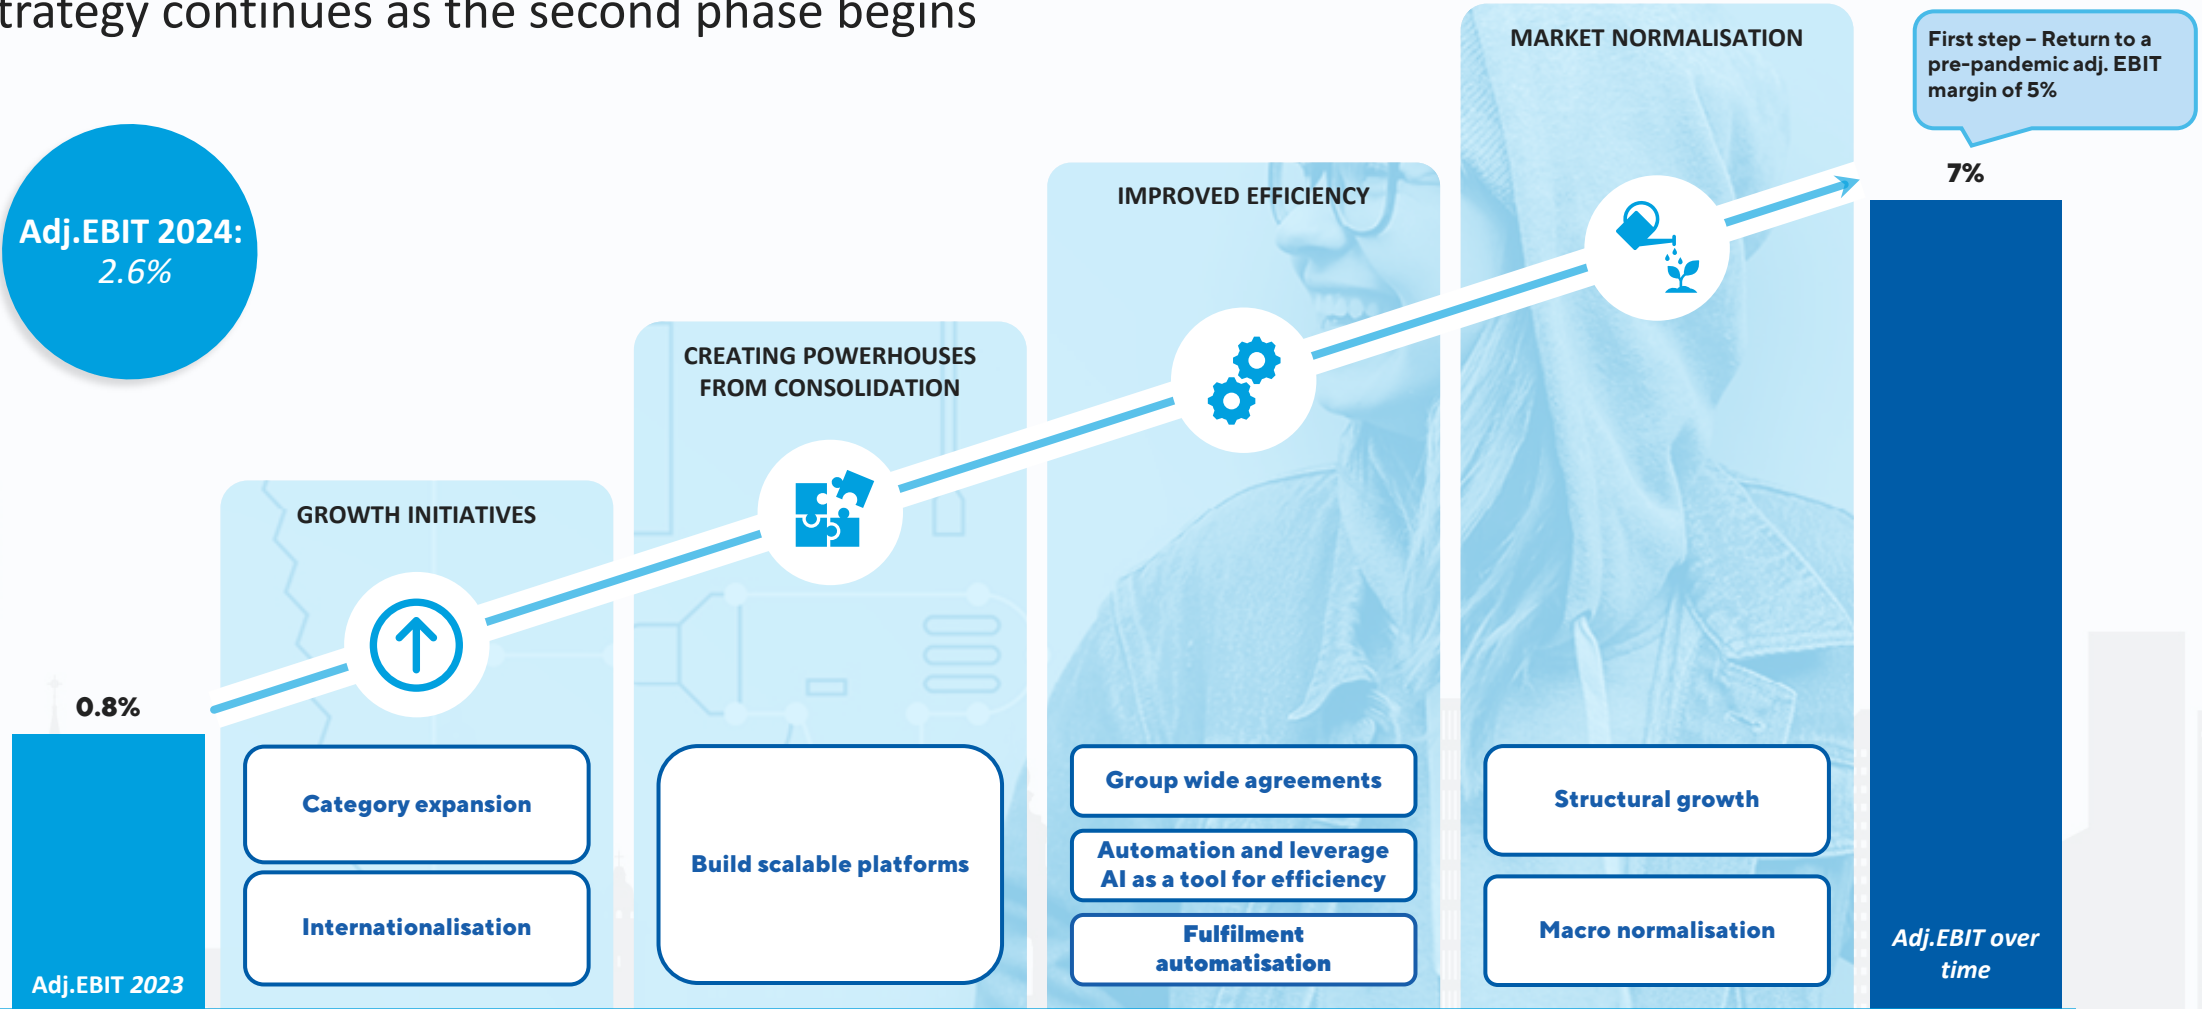 strategy continues as the second phase begins
Adj.EBIT 2024:
2.6%
0.8%
Adj.EBIT 2023
GROWTH INITIATIVES
Category expansion
Internationalisation
CREATING POWERHOUSES
FROM CONSOLIDATION
Build scalable platforms
IMPROVED EFFICIENCY
Group wide agreements
Automation and leverage
AI as a tool for efficiency
Fulfilment
automatisation
MARKET NORMALISATION
Structural growth
Macro normalisation
First step – Return to a
pre-pandemic adj. EBIT
margin of 5%
7%
Adj.EBIT over
time